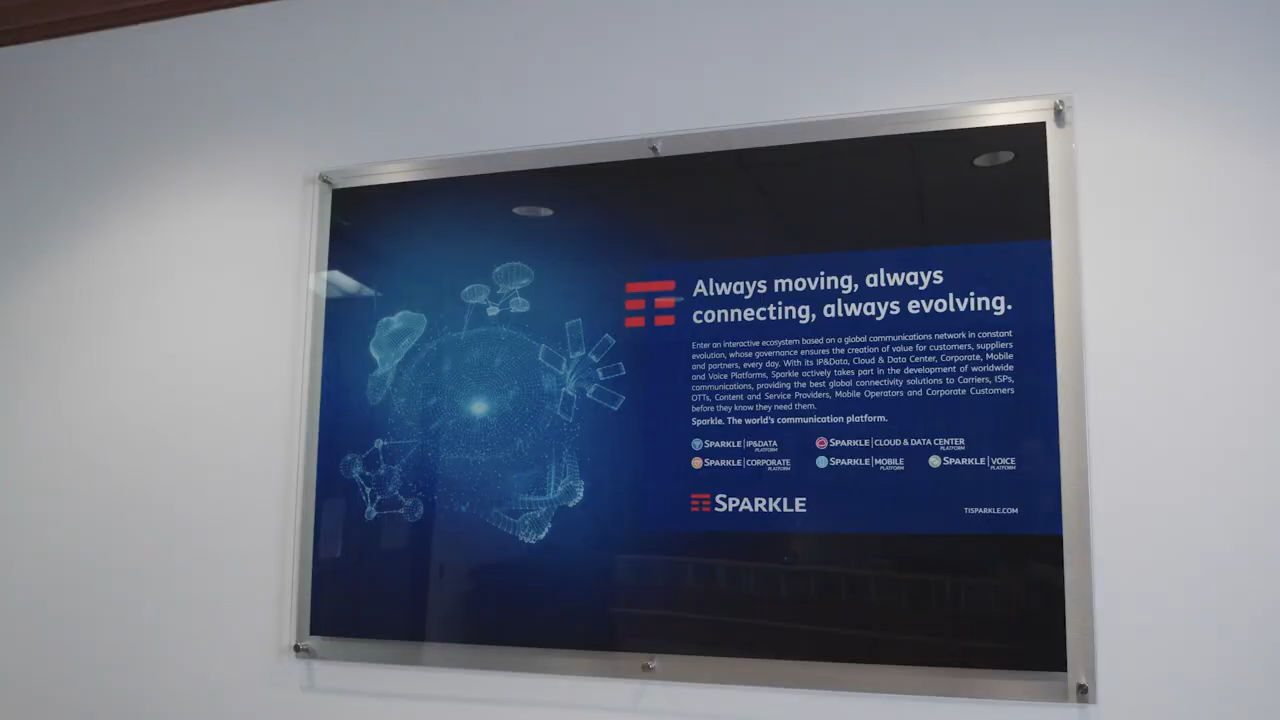 Always moving, always
connecting, always evolving.
Enter an interactive ecosystem based on a global communications network in constant
evolution, whose governance ensures the creation of value for customers, suppliers
and partners, every day. With its IP&Data, Cloud & Data Center, Corporate, Mobile
and Voice Platforms, Sparkle actively takes part in the development of worldwide
communications, providing the best global connectivity solutions to Carriers, ISPs,
OTTs, Content and Service Providers, Mobile Operators and Corporate Customers
before they know they need them.
Sparkle. The world's communication platform.
SPARKLE IP&DATA PLATFORM
SPARKLE CLOUD & DATA CENTER PLATFORM
SPARKLE CORPORATE PLATFORM
SPARKLE MOBILE PLATFORM
SPARKLE VOICE PLATFORM
SPARKLE
TISPARKLE.COM